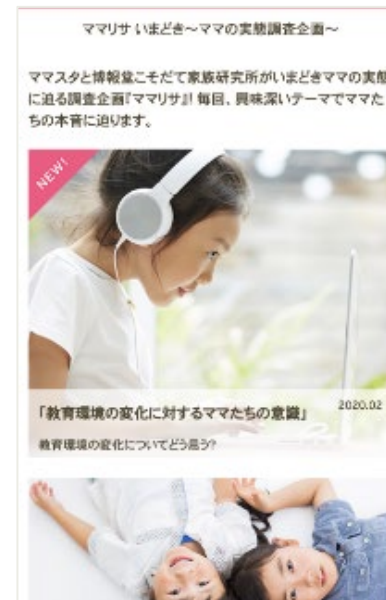 ママリサ いまどき～ママの実態調査企画～
ママスタと博報堂こそだて家族研究所がいまどきママの実態
に迫る調査企画『ママリサ』！毎回、興味深いテーマでママた
ちの本音に迫ります。
NEW!
「教育環境の変化に対するママたちの意識」
2020.02
教育環境の変化についてどう思う？